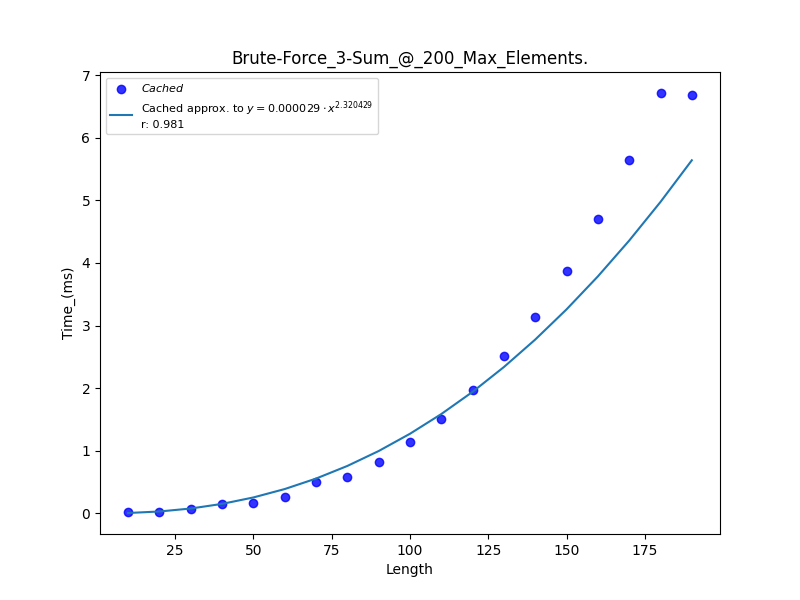 Brute-Force_3-Sum_@_200_Max_Elements.
Cached
Cached approx. to $y = 0.000029 \cdot x^{2.320429}$
r: 0.981
7
6
5
4
3
2
1
0
Time_(ms)
25 50 75 100 125 150 175
Length